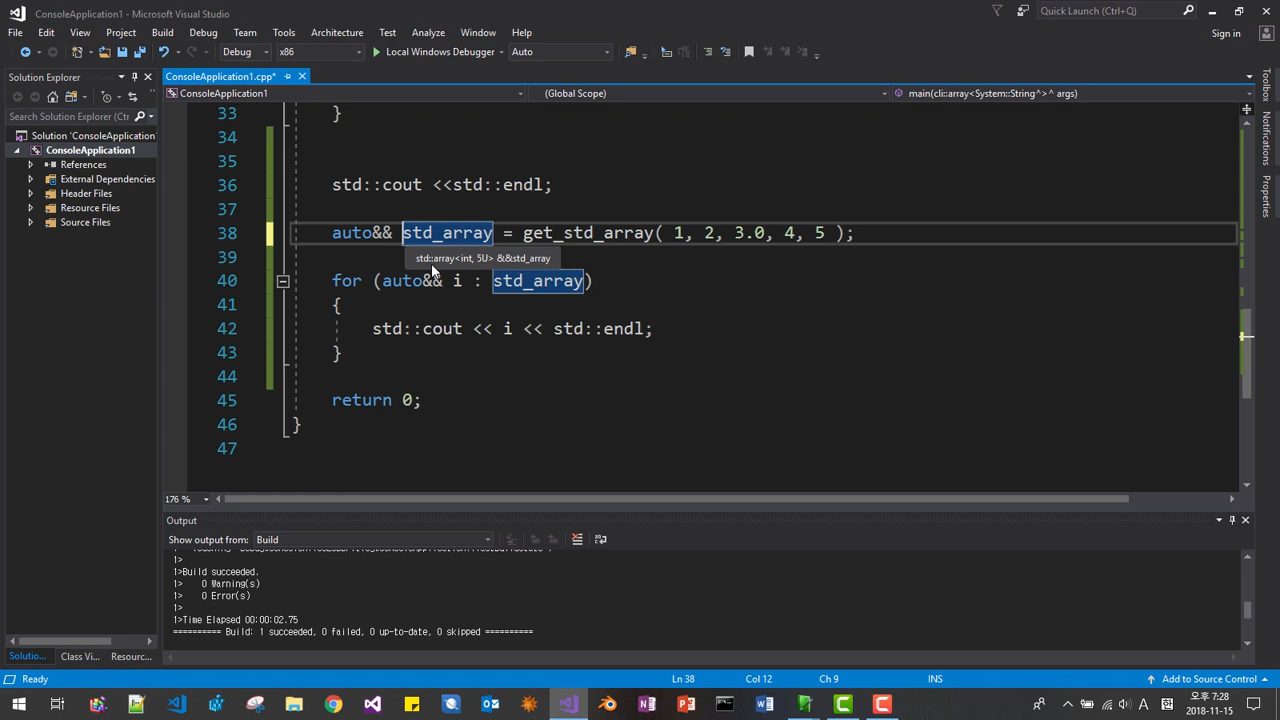 ConsoleApplication1 - Microsoft Visual Studio
Quick Launch (Ctrl+Q)
File Edit View Project Build Debug Team Tools Architecture Test Analyze Window Help
Sign in
Debug x86 Local Windows Debugger Auto
Solution Explorer
ConsoleApplication1.cpp*
ConsoleApplication1 (Global Scope) main(cli::array<System::String^> ^ args)
Search Solution Explorer (Ctrl
Solution 'ConsoleApplication
ConsoleApplication1
References
External Dependencies
Header Files
Resource Files
Source Files
Toolbox
Notifications
Properties
Team Explorer
33 }
34
35
36 std::cout <<std::endl;
37
38 auto&& std_array = get_std_array( 1, 2, 3.0, 4, 5 );
std::array<int, 5U> &&std_array
39
40 for (auto&& i : std_array)
41 {
42 std::cout << i << std::endl;
43 }
44
45 return 0;
46 }
47
176 %
Output
Show output from: Build
1>
1>Build succeeded.
1> 0 Warning(s)
1> 0 Error(s)
1>
1>Time Elapsed 00:00:02.75
========== Build: 1 succeeded, 0 failed, 0 up-to-date, 0 skipped ==========
Solutio... Class Vi... Resourc...
Ready Ln 38 Col 12 Ch 9 INS Add to Source Control
오후 7:28
2018-11-15